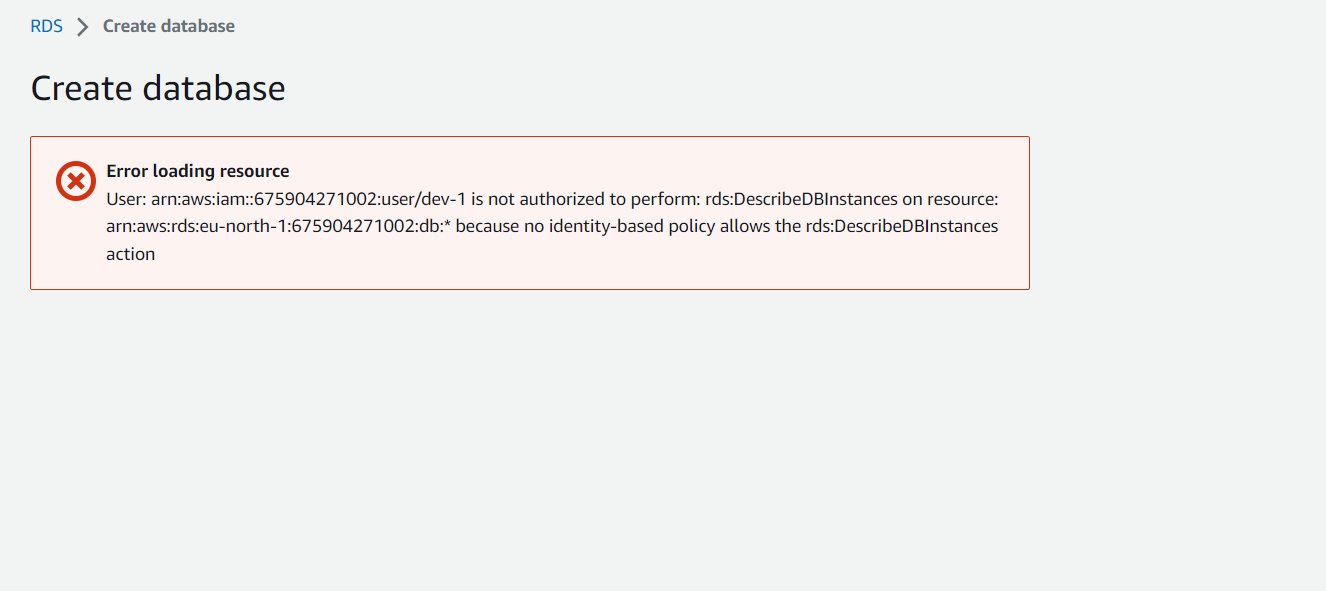 RDS > Create database
Create database
Error loading resource
User: arn:aws:iam::675904271002:user/dev-1 is not authorized to perform: rds:DescribeDBInstances on resource:
arn:aws:rds:eu-north-1:675904271002:db:* because no identity-based policy allows the rds:DescribeDBInstances
action